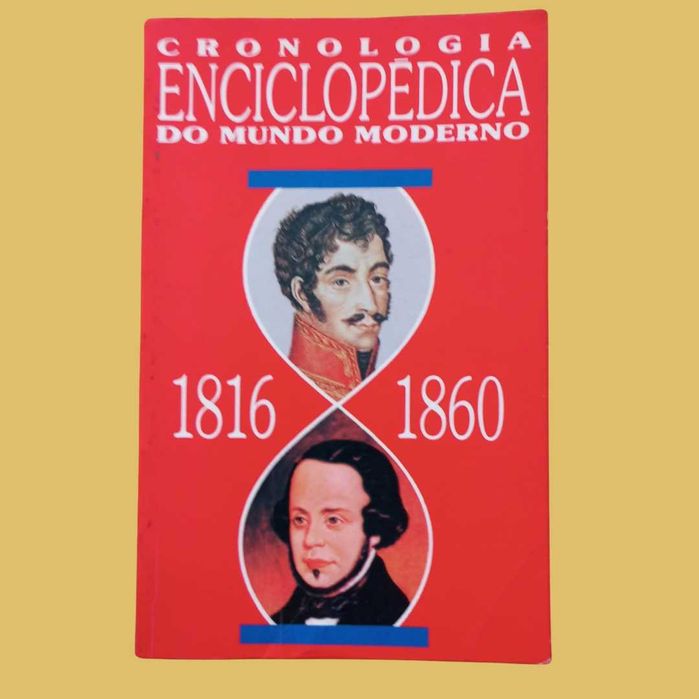 CRONOLOGIA
ENCICLOPÉDICA
DO MUNDO MODERNO
1816 1860